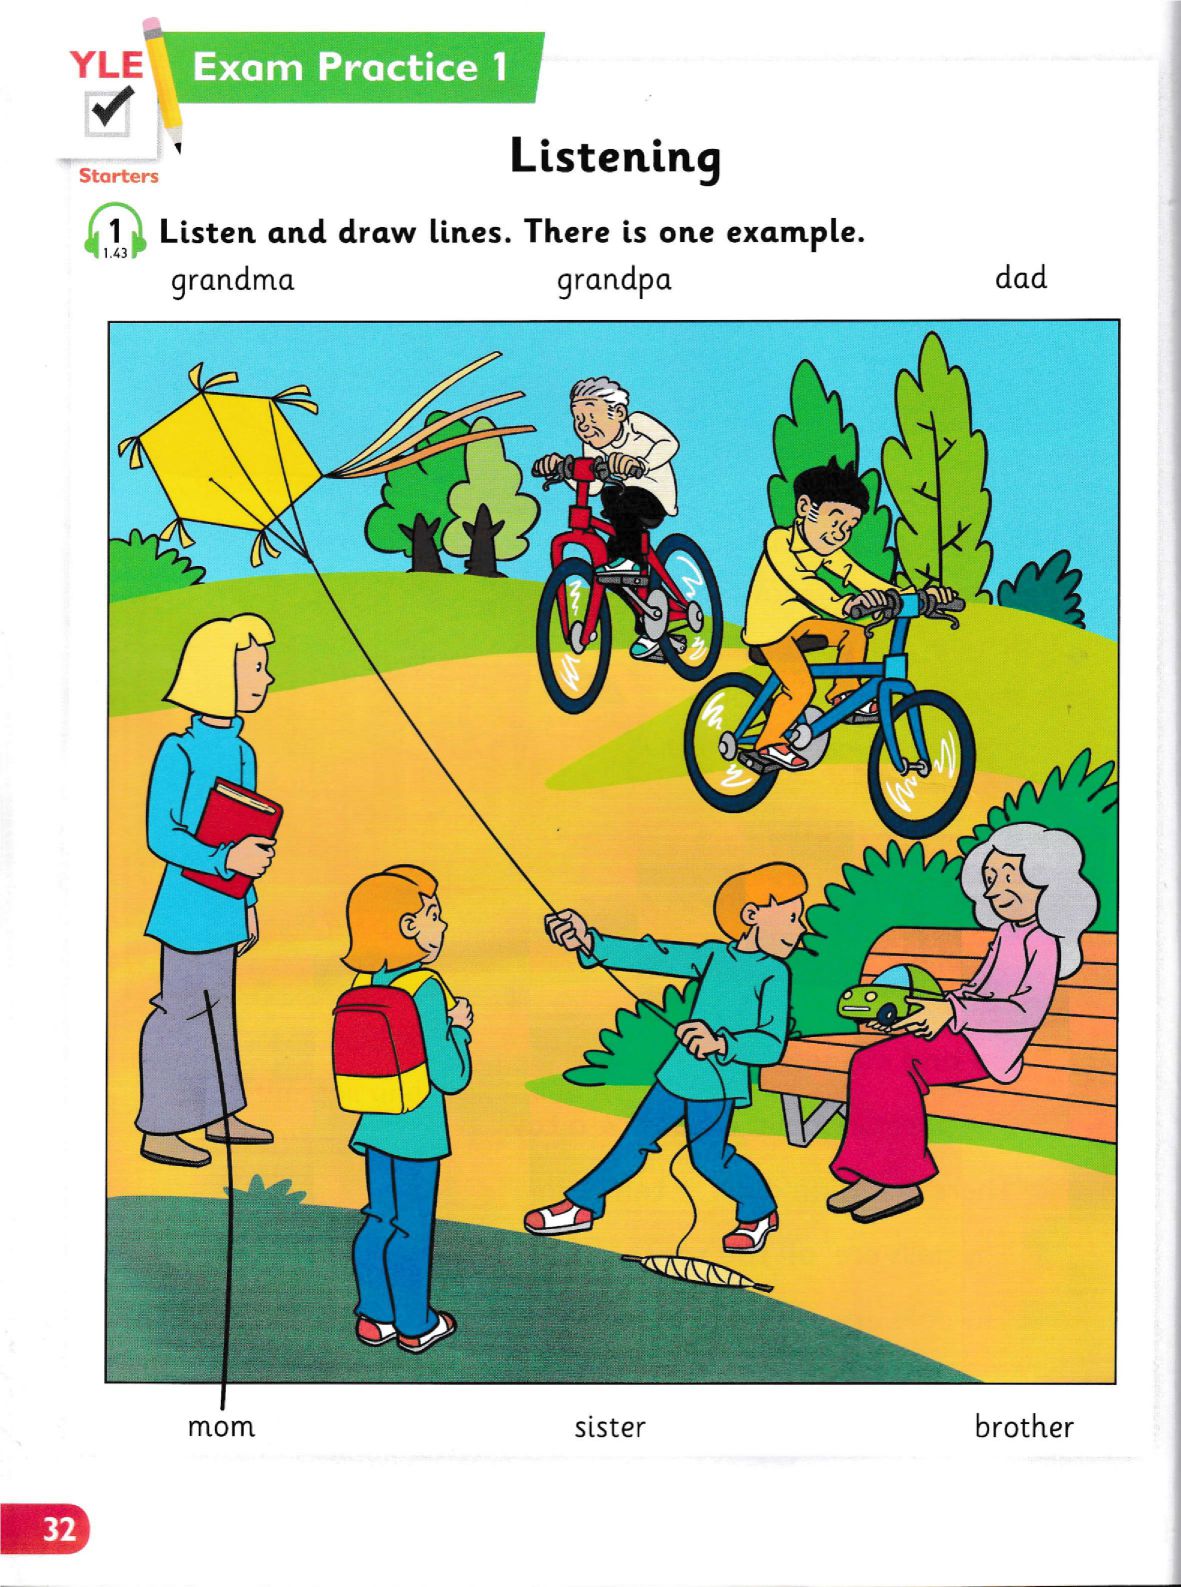 YLE
Exam Practice 1
Starters
Listening
1
1.43
Listen and draw lines. There is one example.
grandma grandpa dad
mom sister brother
32